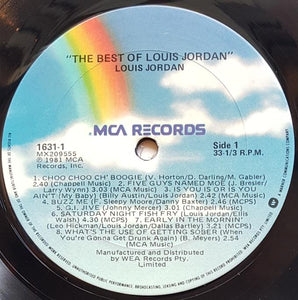 "THE BEST OF LOUIS JORDAN"
LOUIS JORDAN
MCA RECORDS
1631-1
MX209555
℗ 1981 MCA
Records, Inc.
Side 1
33-1/3 R.P.M.
1. CHOO CHOO CH' BOOGIE (V. Horton/D. Darling/M. Gabler)
2.40 (Chappell Music) 2. FIVE GUYS NAMED MOE (J. Bresler/
Larry Wynn) 3.03 (MCA Music) 3. IS YOU IS OR IS YOU
AIN'T (My Baby) (Billy Austin/Louis Jordan) 2.40 (Chappell Music)
4. BUZZ ME (F. Sleepy Moore/Danny Baxter) 2.46 (MCPS)
5. G.I. JIVE (Johnny Mercer) 3.01 (Chappell Music)
6. SATURDAY NIGHT FISH FRY (Louis Jordan/Ellis
Walsh) 4.30 (MCPS) 7. EARLY IN THE MORNIN'
(Leo Hickman/Louis Jordan/Dallas Bartley) 3.21 (MCPS)
8. WHAT'S THE USE OF GETTING SOBER (When
You're Gonna Get Drunk Again) (B. Meyers) 2.54
(MCA Music)
Manufactured and Distributed
by WEA Records Pty.
Limited